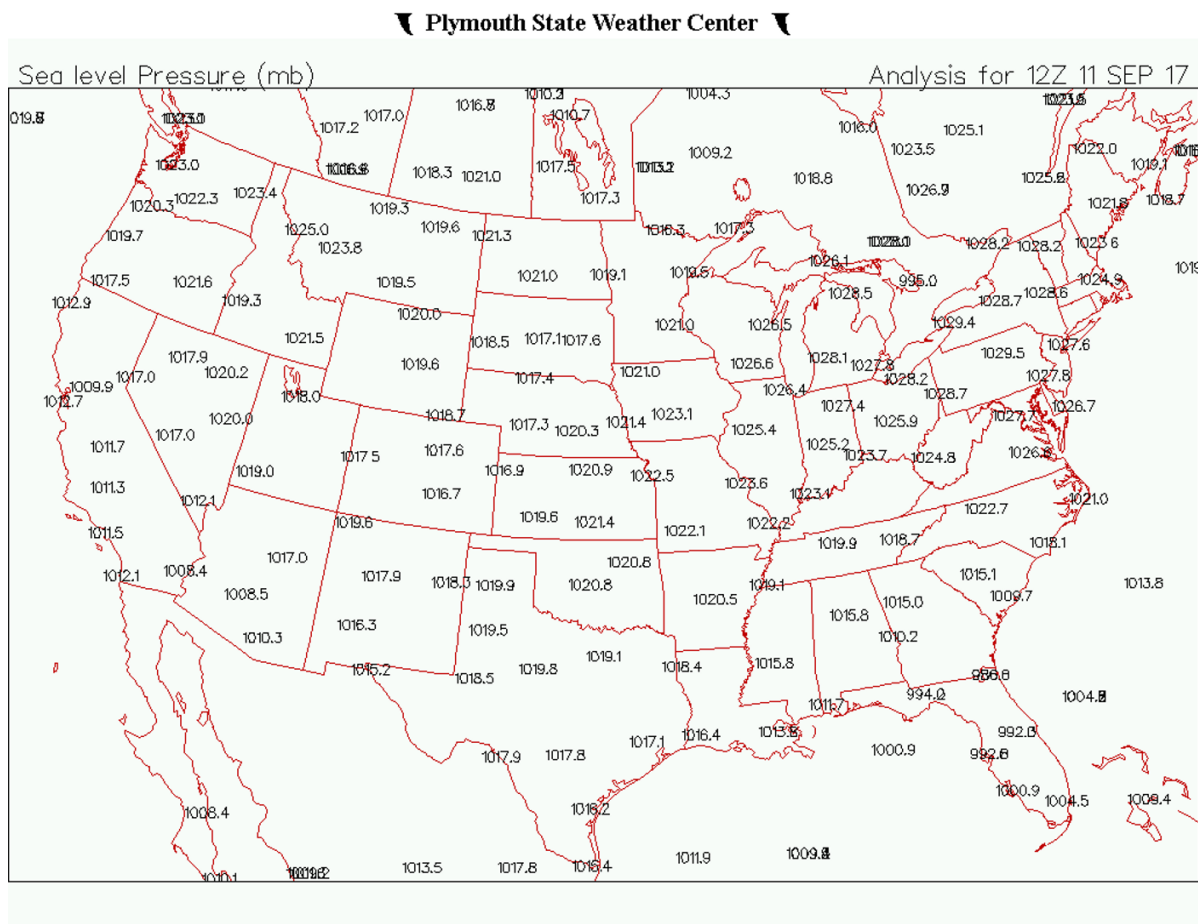 Plymouth State Weather Center
Sea level Pressure (mb) Analysis for 12Z 11 SEP 17
1004.3
1017.0 1010.7
1017.2 1016.0 1025.1
1009.2 1023.5 1022.0
1018.3 1021.0 1017.5 1018.8 1019.1
1023.0
1020.3 1022.3 1023.4 1019.3 1017.3 1021.8 1018.7
1019.7 1025.0 1023.8 1019.6 1021.3 1017.3
1028.2 1028.2 1023.6
1017.5 1021.6 1019.5 1021.0 1019.1 1026.1 995.0 1024.9
1012.9 1019.3 1020.0 1028.5 1028.7 1028.6
1021.5 1018.5 1017.1 1017.6 1021.0 1026.5 1029.4 1027.6
1017.9 1020.2 1019.6 1026.6 1028.1 1027.8 1029.5
1017.0 1017.4 1021.0 1028.2 1027.8
1009.9 1012.7 1018.0 1026.4 1028.7
1020.0 1018.7 1017.3 1021.4 1023.1 1027.4 1025.9 1027.7 1026.7
1011.7 1017.0 1017.6 1020.3 1025.4 1025.2
1019.0 1017.5 1016.9 1020.9 1022.5 1023.7 1024.8
1011.3 1012.1 1016.7 1023.6 1021.0
1011.5 1019.6 1019.6 1021.4 1022.1 1022.2 1022.7
1017.0 1020.8 1019.9 1018.7 1018.1
1012.1 1008.4 1017.9 1018.3 1019.9 1020.8 1019.1 1015.1 1013.8
1008.5 1020.5 1015.0 1009.7
1010.3 1016.3 1019.5 1015.8 1010.2
1015.2 1018.5 1019.8 1019.1 1018.4 1015.8
994.0
1011.7
1017.9 1017.8 1017.1 1016.4 1000.9
1000.9 1004.5 1009.4
1008.4
1013.5 1017.8 1011.9